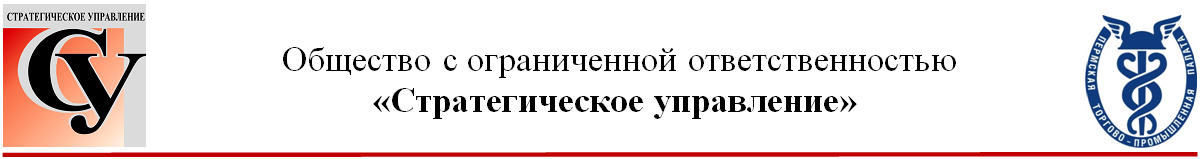 СТРАТЕГИЧЕСКОЕ УПРАВЛЕНИЕ
СУ
Общество с ограниченной ответственностью
«Стратегическое управление»
ПЕРМСКАЯ ТОРГОВО-ПРОМЫШЛЕННАЯ ПАЛАТА